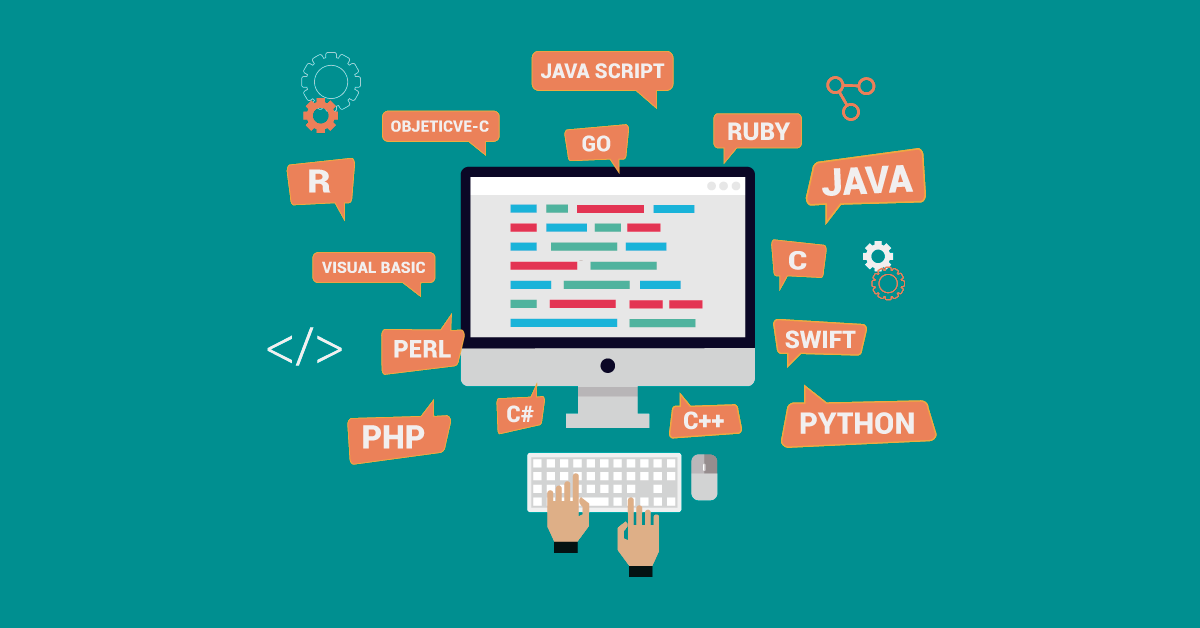 JAVA SCRIPT
OBJETICVE-C
GO
RUBY
R
JAVA
VISUAL BASIC
C
</>
PERL
SWIFT
PHP
C#
C++
PYTHON